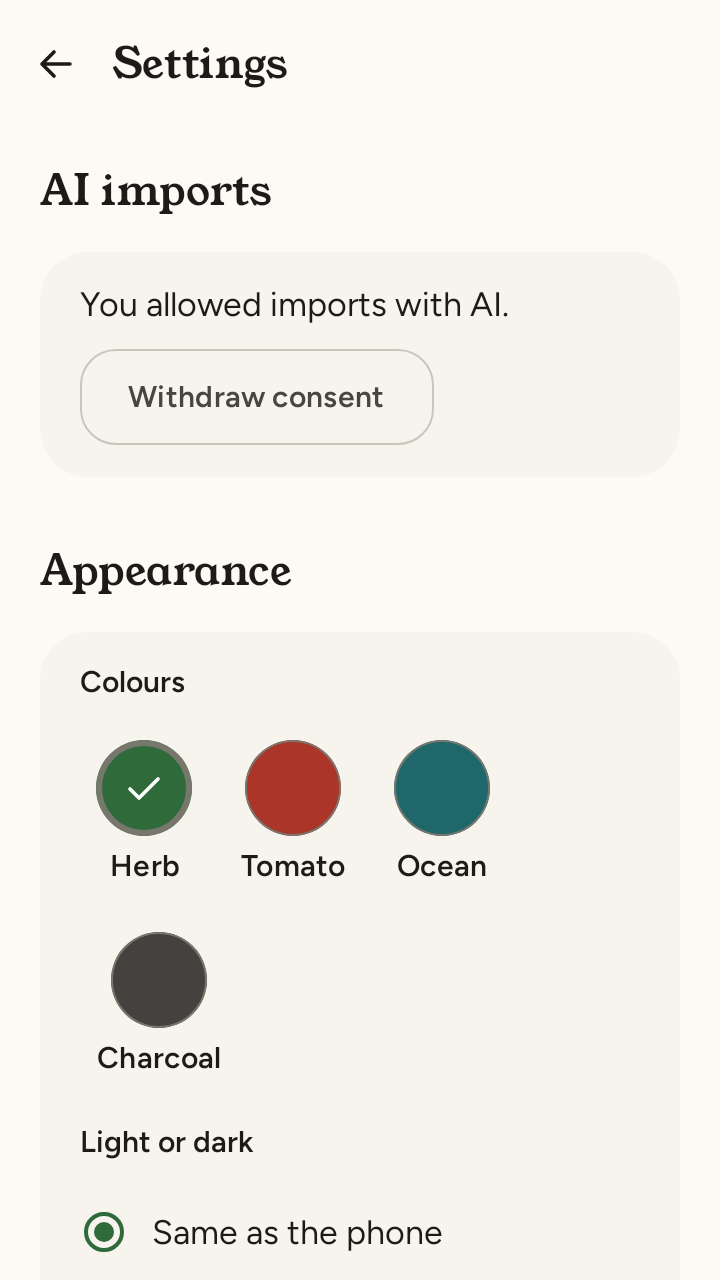 Settings
AI imports
You allowed imports with AI.
Withdraw consent
Appearance
Colours
Herb Tomato Ocean
Charcoal
Light or dark
Same as the phone